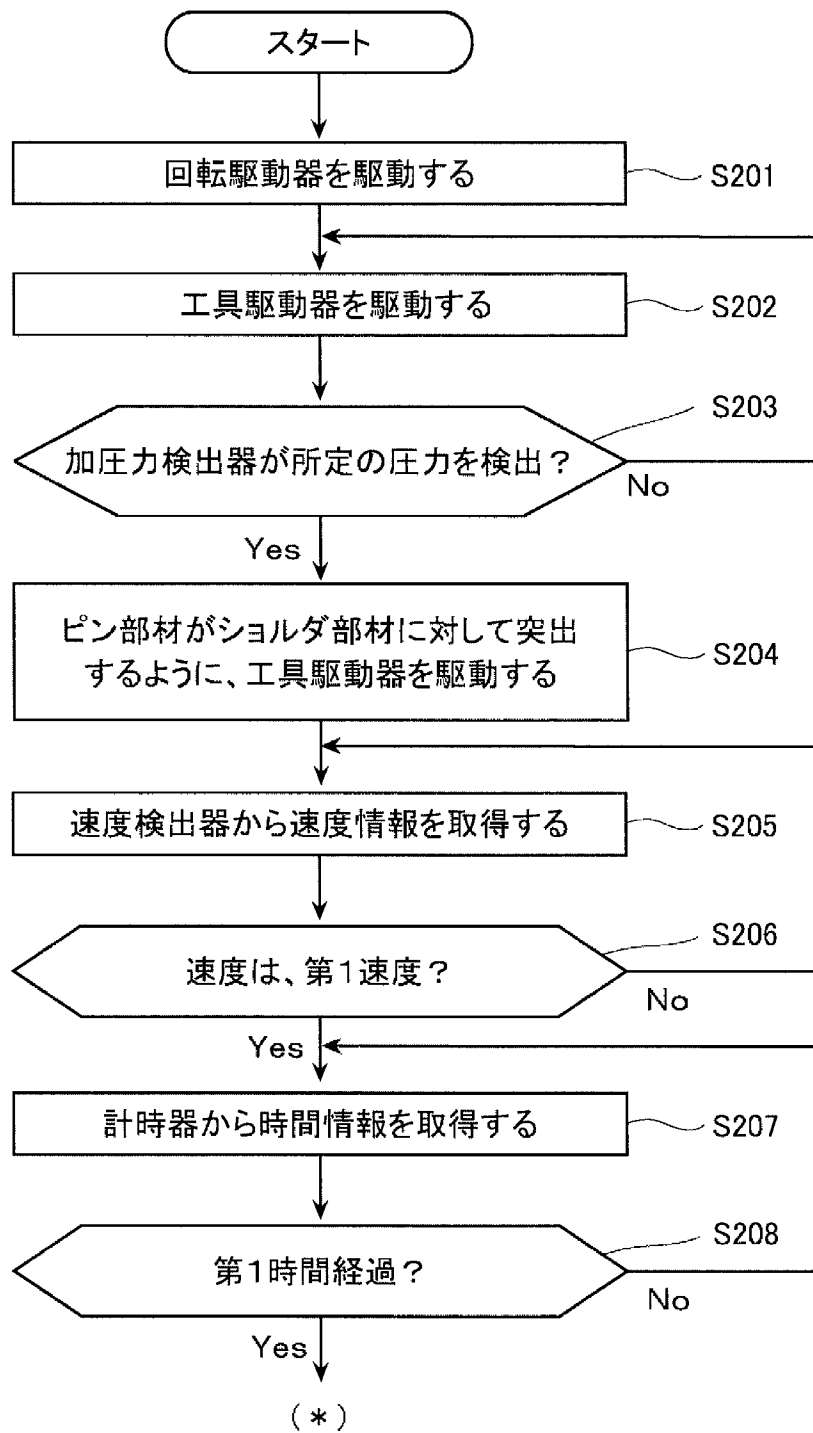 スタート
回転駆動器を駆動する
S201
工具駆動器を駆動する
S202
S203
加圧力検出器が所定の圧力を検出？
No
Yes
ピン部材がショルダ部材に対して突出
するように、工具駆動器を駆動する
S204
速度検出器から速度情報を取得する
S205
S206
速度は、第１速度？
No
Yes
計時器から時間情報を取得する
S207
S208
第１時間経過？
No
Yes
(＊)